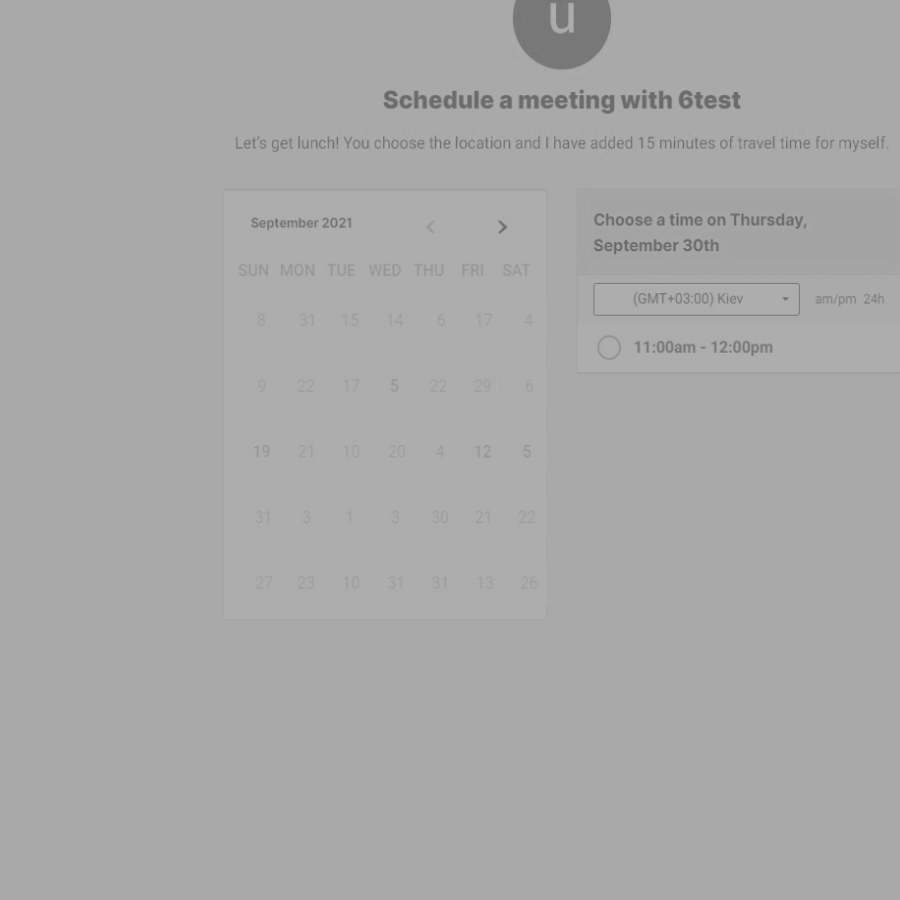 u
Schedule a meeting with 6test
Let's get lunch! You choose the location and I have added 15 minutes of travel time for myself.
September 2021
SUN MON TUE WED THU FRI SAT
8 31 15 14 6 17 4
9 22 17 5 22 29 6
19 21 10 20 4 12 5
31 3 1 3 30 21 22
27 23 10 31 31 13 26
Choose a time on Thursday,
September 30th
(GMT+03:00) Kiev am/pm 24h
11:00am - 12:00pm